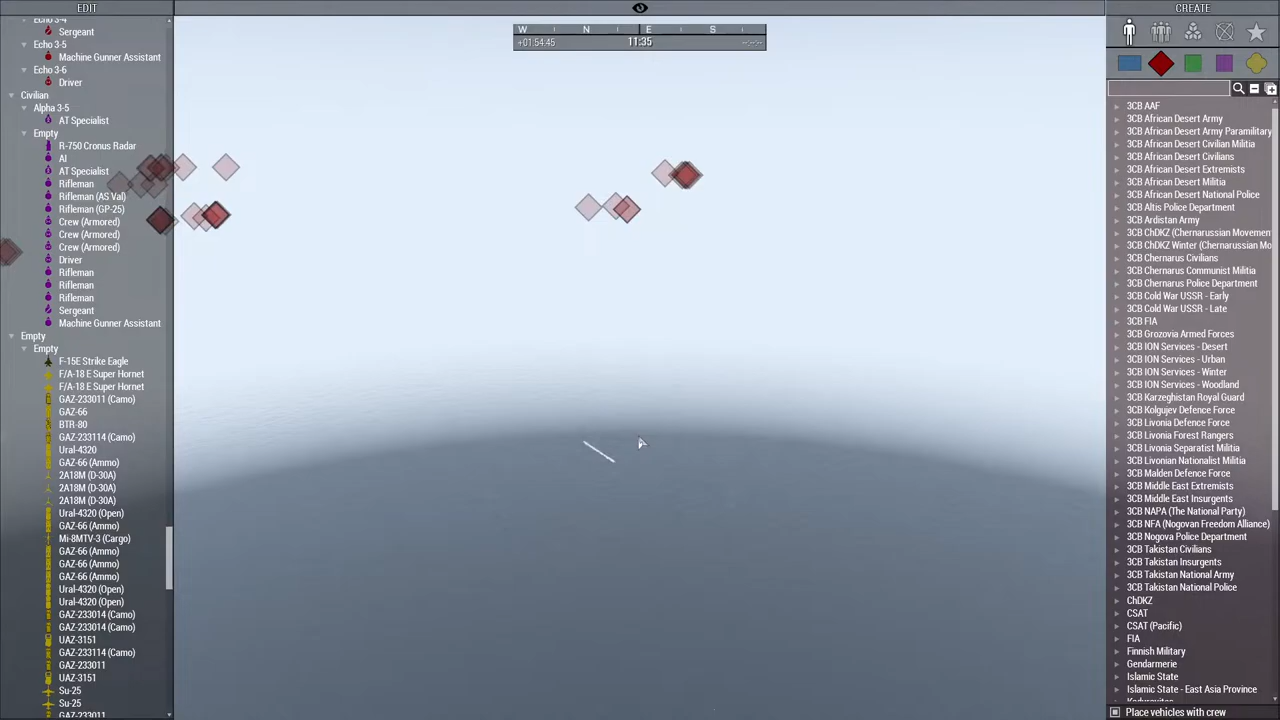 EDIT
Echo 3-4
Sergeant
Echo 3-5
Machine Gunner Assistant
Echo 3-6
Driver
Civilian
Alpha 3-5
AT Specialist
Empty
R-750 Cronus Radar
AI
AT Specialist
Rifleman
Rifleman (AS Val)
Rifleman (GP-25)
Crew (Armored)
Crew (Armored)
Crew (Armored)
Driver
Rifleman
Rifleman
Rifleman
Sergeant
Machine Gunner Assistant
Empty
Empty
F-15E Strike Eagle
F/A-18 E Super Hornet
F/A-18 E Super Hornet
GAZ-233011 (Camo)
GAZ-66
BTR-80
GAZ-233114 (Camo)
Ural-4320
GAZ-66 (Ammo)
2A18M (D-30A)
2A18M (D-30A)
2A18M (D-30A)
Ural-4320 (Open)
GAZ-66 (Ammo)
Mi-8MTV-3 (Cargo)
GAZ-66 (Ammo)
GAZ-66 (Ammo)
GAZ-66 (Ammo)
Ural-4320 (Open)
Ural-4320 (Open)
GAZ-233014 (Camo)
GAZ-233014 (Camo)
UAZ-3151
GAZ-233114 (Camo)
GAZ-233011
UAZ-3151
Su-25
Su-25
GAZ-233011
W N E S
+01:54:45 11:35 --:--:--
CREATE
3CB AAF
3CB African Desert Army
3CB African Desert Army Paramilitary
3CB African Desert Civilian Militia
3CB African Desert Civilians
3CB African Desert Extremists
3CB African Desert Militia
3CB African Desert National Police
3CB Altis Police Department
3CB Ardistan Army
3CB ChDKZ (Chernarussian Movemen
3CB ChDKZ Winter (Chernarussian Mo
3CB Chernarus Civilians
3CB Chernarus Communist Militia
3CB Chernarus Police Department
3CB Cold War USSR - Early
3CB Cold War USSR - Late
3CB FIA
3CB Grozovia Armed Forces
3CB ION Services - Desert
3CB ION Services - Urban
3CB ION Services - Winter
3CB ION Services - Woodland
3CB Karzeghistan Royal Guard
3CB Kolgujev Defence Force
3CB Livonia Defence Force
3CB Livonia Forest Rangers
3CB Livonia Separatist Militia
3CB Livonian Nationalist Militia
3CB Malden Defence Force
3CB Middle East Extremists
3CB Middle East Insurgents
3CB NAPA (The National Party)
3CB NFA (Nogovan Freedom Alliance)
3CB Nogova Police Department
3CB Takistan Civilians
3CB Takistan Insurgents
3CB Takistan National Army
3CB Takistan National Police
ChDKZ
CSAT
CSAT (Pacific)
FIA
Finnish Military
Gendarmerie
Islamic State
Islamic State - East Asia Province
Place vehicles with crew